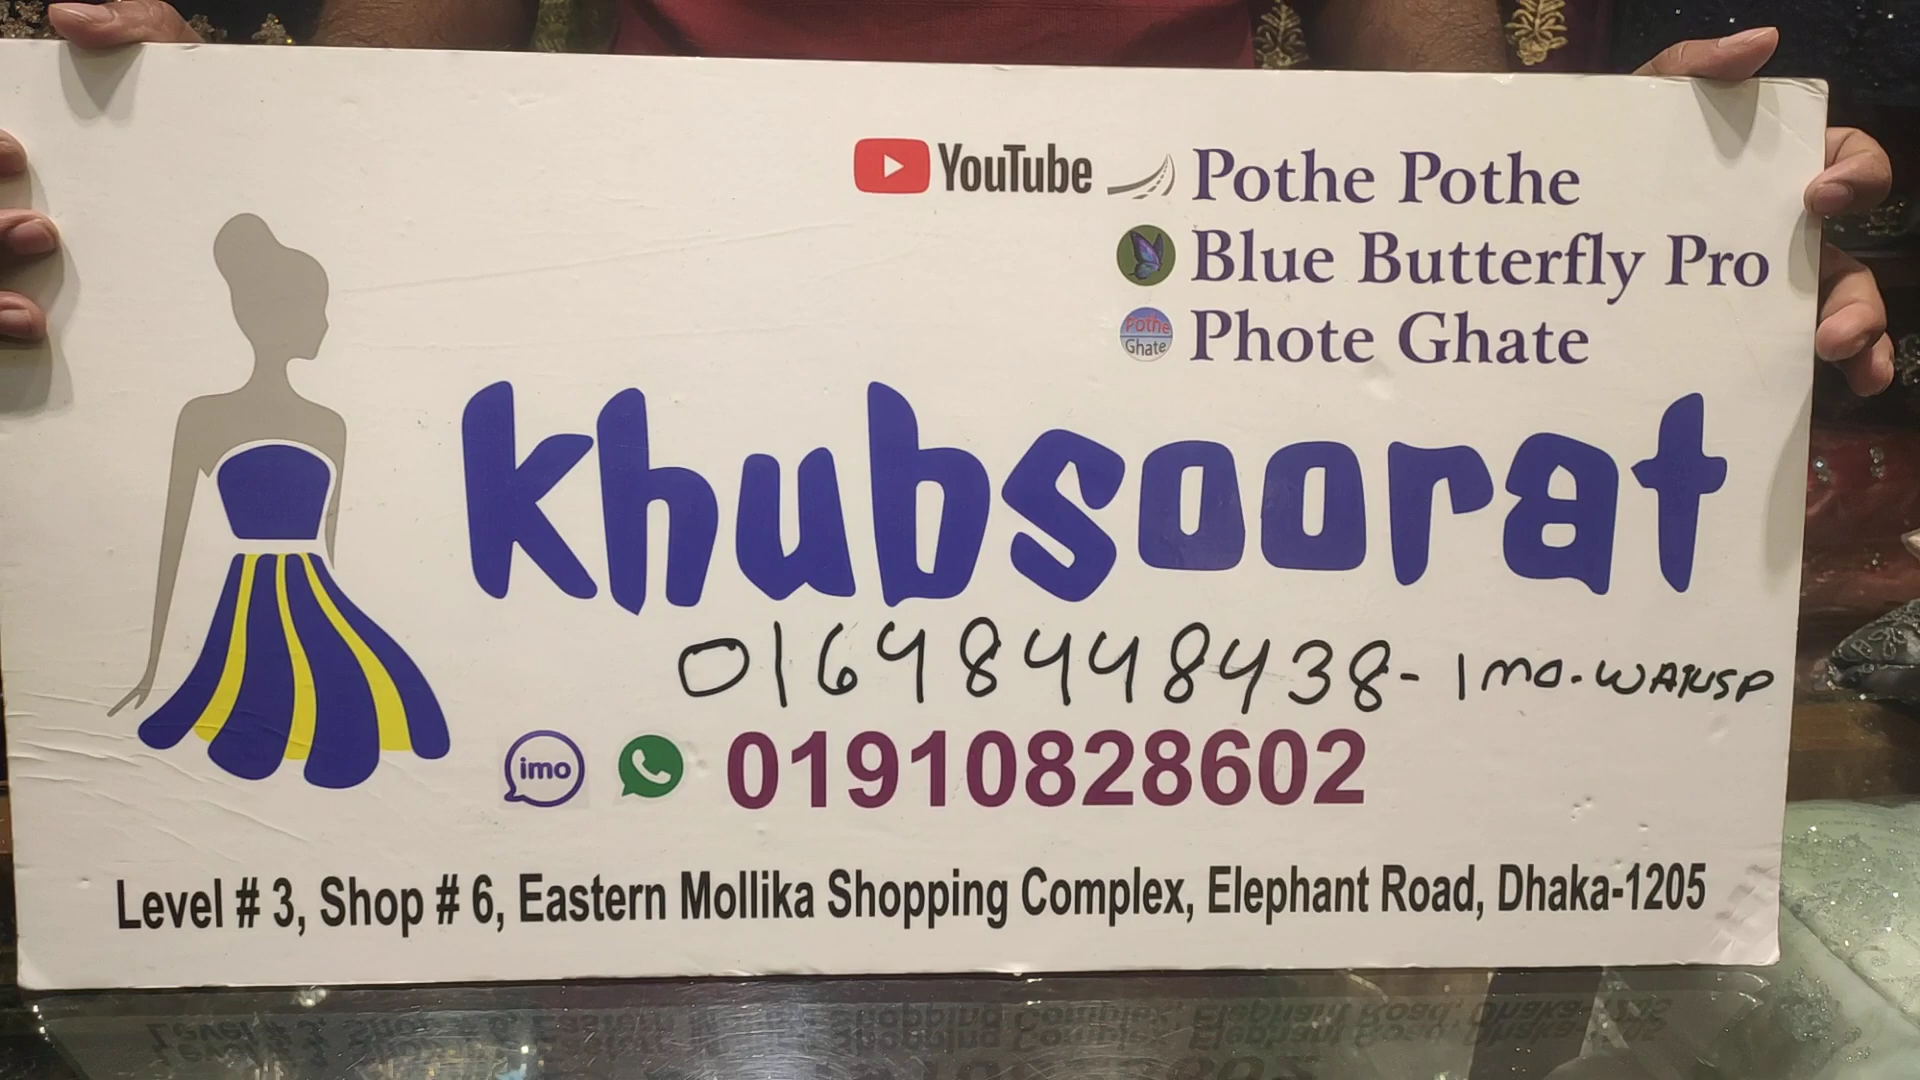 YouTube Pothe Pothe
Blue Butterfly Pro
Pothe Ghate Phote Ghate
Khubsoorat
01648448438- Imo. WATUSP
imo 01910828602
Level # 3, Shop # 6, Eastern Mollika Shopping Complex, Elephant Road, Dhaka-1205